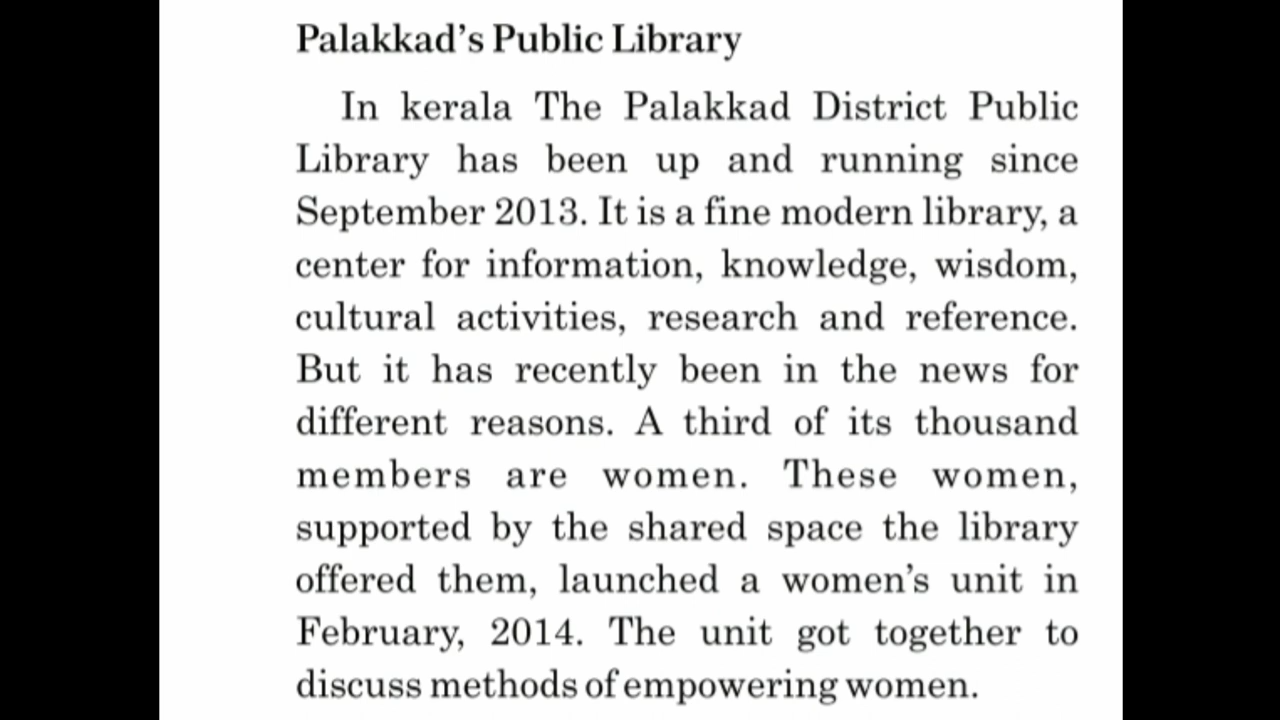 Palakkad’s Public Library
In kerala The Palakkad District Public
Library has been up and running since
September 2013. It is a fine modern library, a
center for information, knowledge, wisdom,
cultural activities, research and reference.
But it has recently been in the news for
different reasons. A third of its thousand
members are women. These women,
supported by the shared space the library
offered them, launched a women’s unit in
February, 2014. The unit got together to
discuss methods of empowering women.